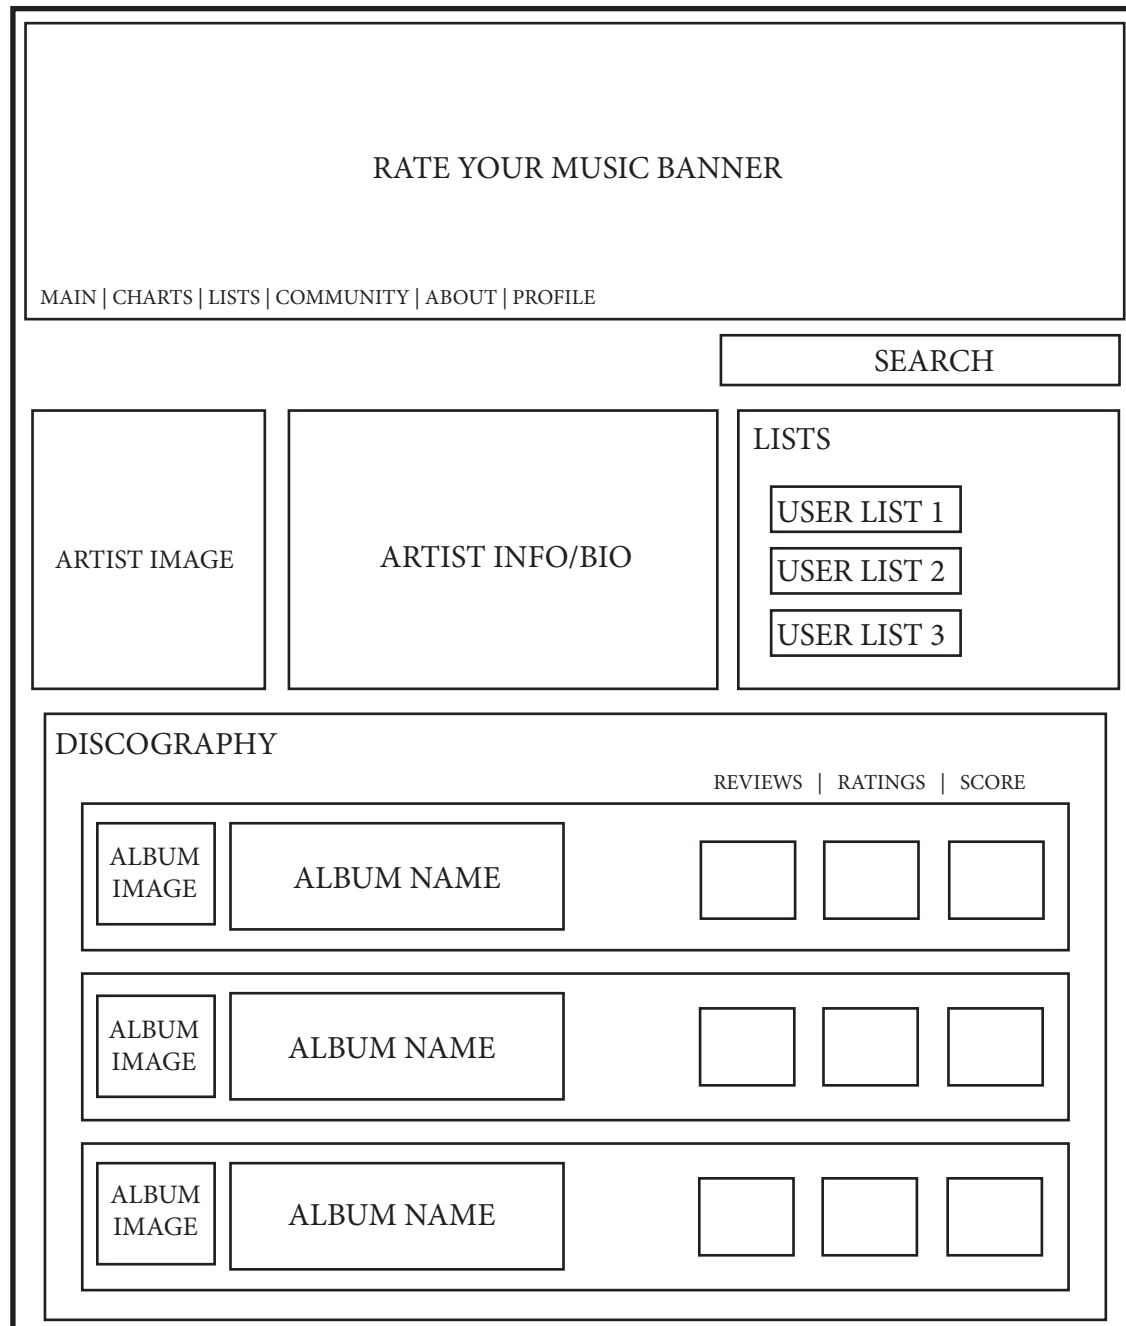 RATE YOUR MUSIC BANNER
MAIN | CHARTS | LISTS | COMMUNITY | ABOUT | PROFILE
SEARCH
ARTIST IMAGE
ARTIST INFO/BIO
LISTS
USER LIST 1
USER LIST 2
USER LIST 3
DISCOGRAPHY
REVIEWS | RATINGS | SCORE
ALBUM
IMAGE
ALBUM NAME
ALBUM
IMAGE
ALBUM NAME
ALBUM
IMAGE
ALBUM NAME